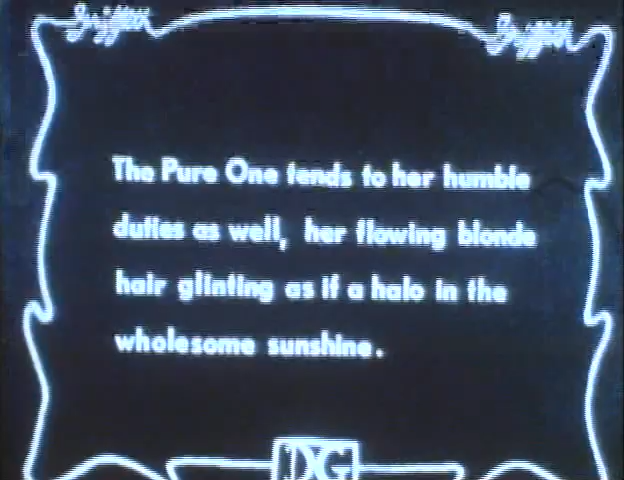 Griffith Griffith
The Pure One tends to her humble
duties as well, her flowing blonde
hair glinting as if a halo in the
wholesome sunshine.
DG